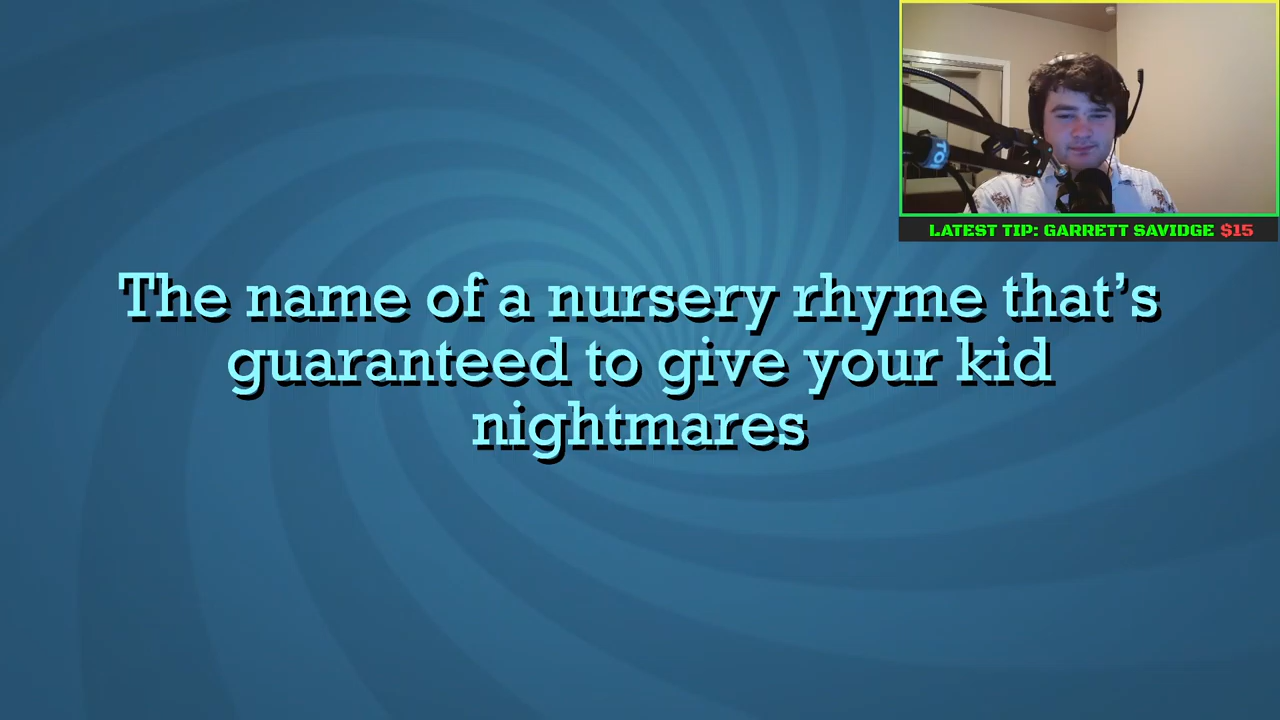 LATEST TIP: GARRETT SAVIDGE $15
The name of a nursery rhyme that’s
guaranteed to give your kid
nightmares